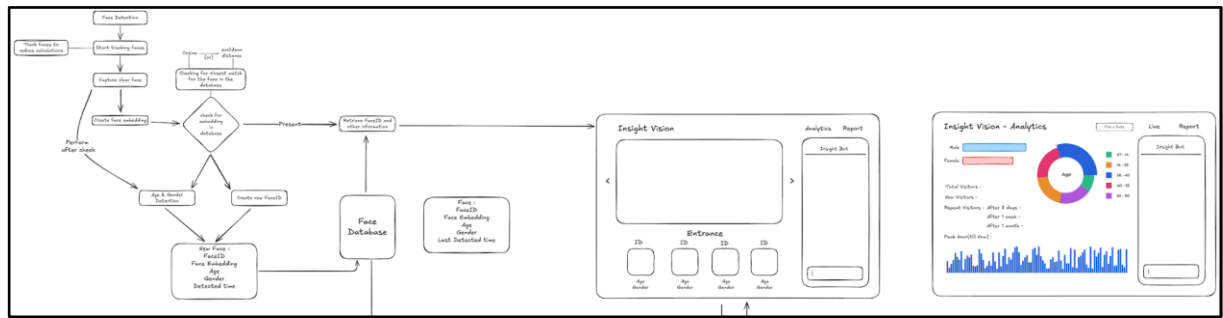 Face Detection
Track faces to
reduce calculations
Start tracking faces
Capture clear face
Create face embedding
Perform
after check
Cosine
(or)
euclidean
distance
Checking for closest match
for the face in the
database
check for
embedding
in
database
Present
Retrieve FaceID and
other information
Age & Gender
Detection
Create new FaceID
New Face :
FaceID
Face Embedding
Age
Gender
Detected time
Face
Database
Face :
FaceID
Face Embedding
Age
Gender
Last Detected time
Insight Vision
Analytics
Report
Insight Bot
<
>
Entrance
ID
ID
ID
ID
Age
Gender
Age
Gender
Age
Gender
Age
Gender
Insight Vision - Analytics
Live
Report
Male
Female
Age
Insight Bot
Total Visitors :
New Visitors :
Repeat Visitors - After 3 days -
After 1 week -
After 1 month -